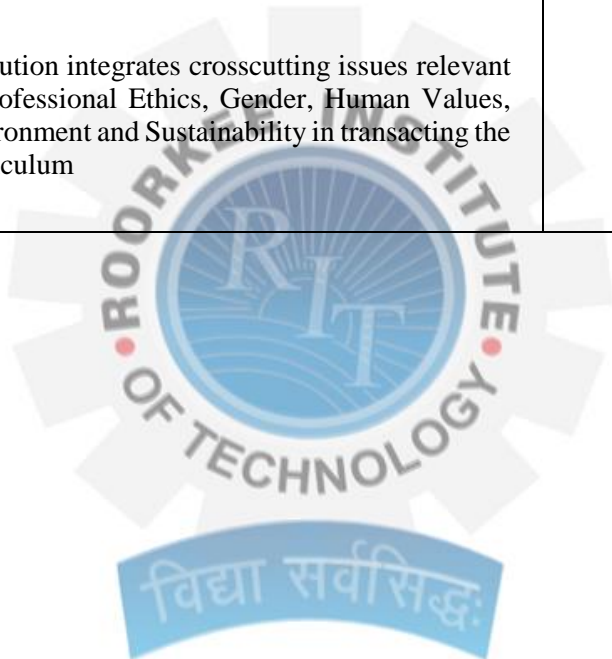 ution integrates crosscutting issues relevant
ofessional Ethics, Gender, Human Values,
ronment and Sustainability in transacting the
iculum
ROORKEE INSTITUTE
OF TECHNOLOGY
RIT
विद्या सर्वसिद्धिः